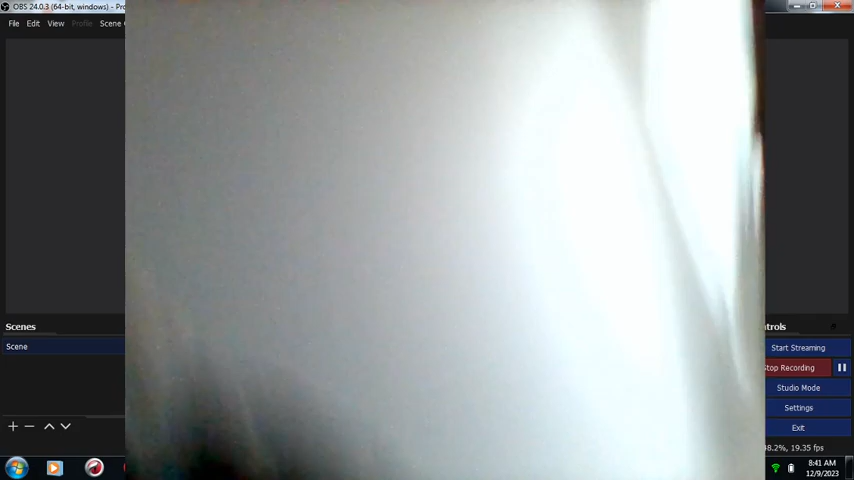 OBS 24.0.3 (64-bit, windows) - Pro
File Edit View Profile Scene
Scenes
Scene
ntrols
Start Streaming
Stop Recording
Studio Mode
Settings
Exit
8.2%, 19.35 fps
8:41 AM
12/9/2023